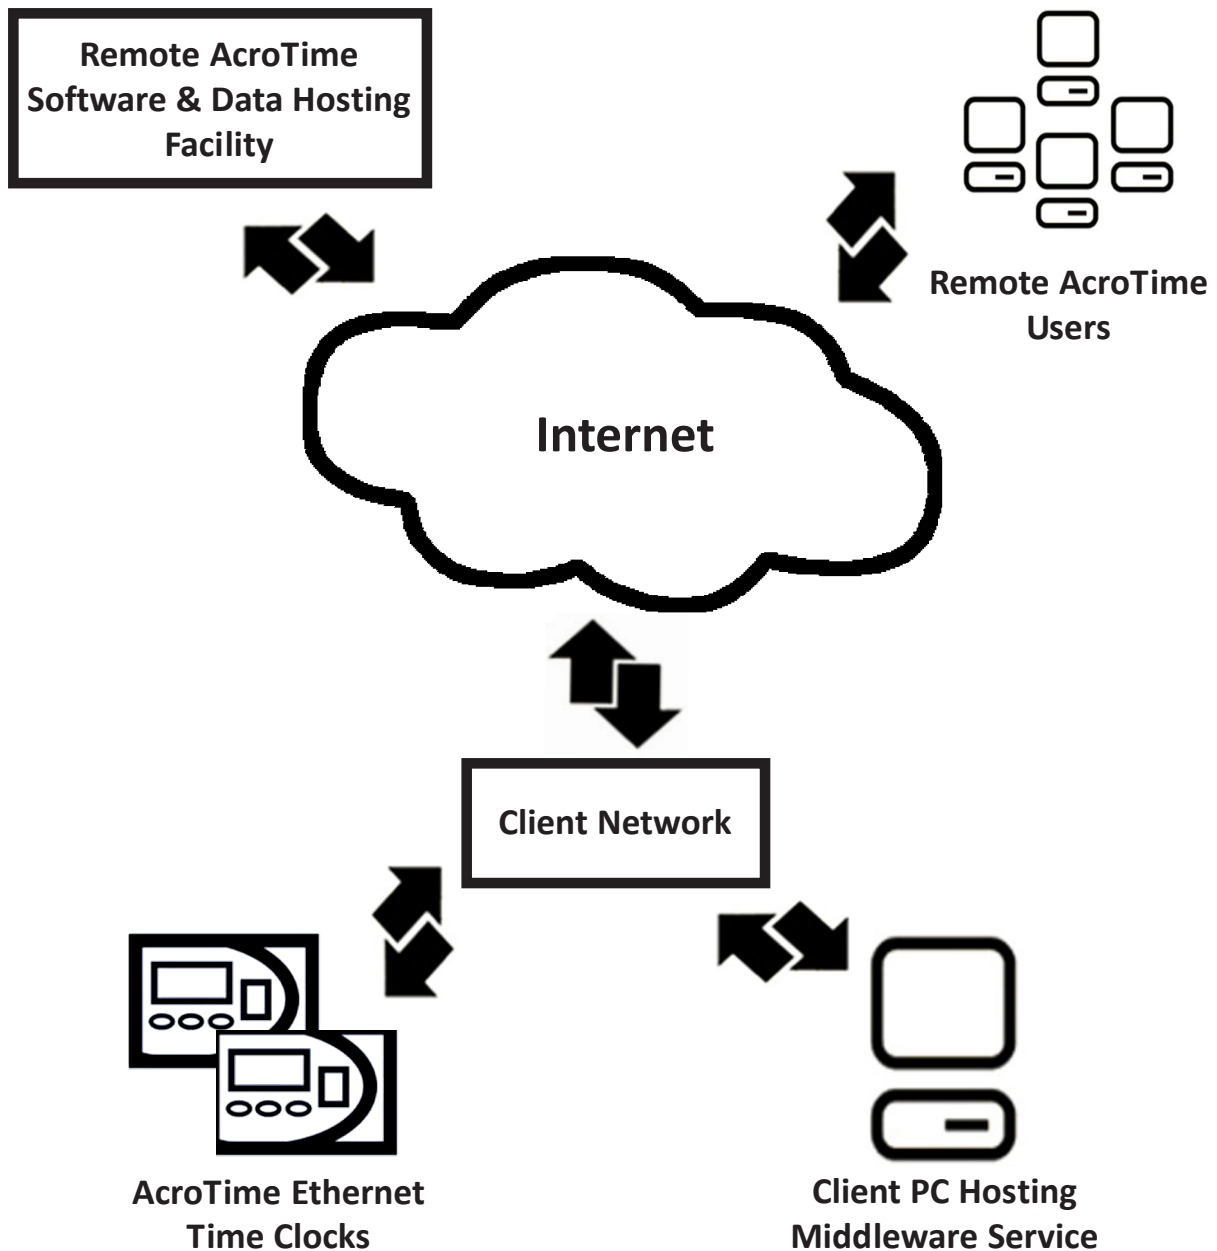 Remote AcroTime
Software & Data Hosting
Facility
Remote AcroTime
Users
Internet
Client Network
AcroTime Ethernet
Time Clocks
Client PC Hosting
Middleware Service